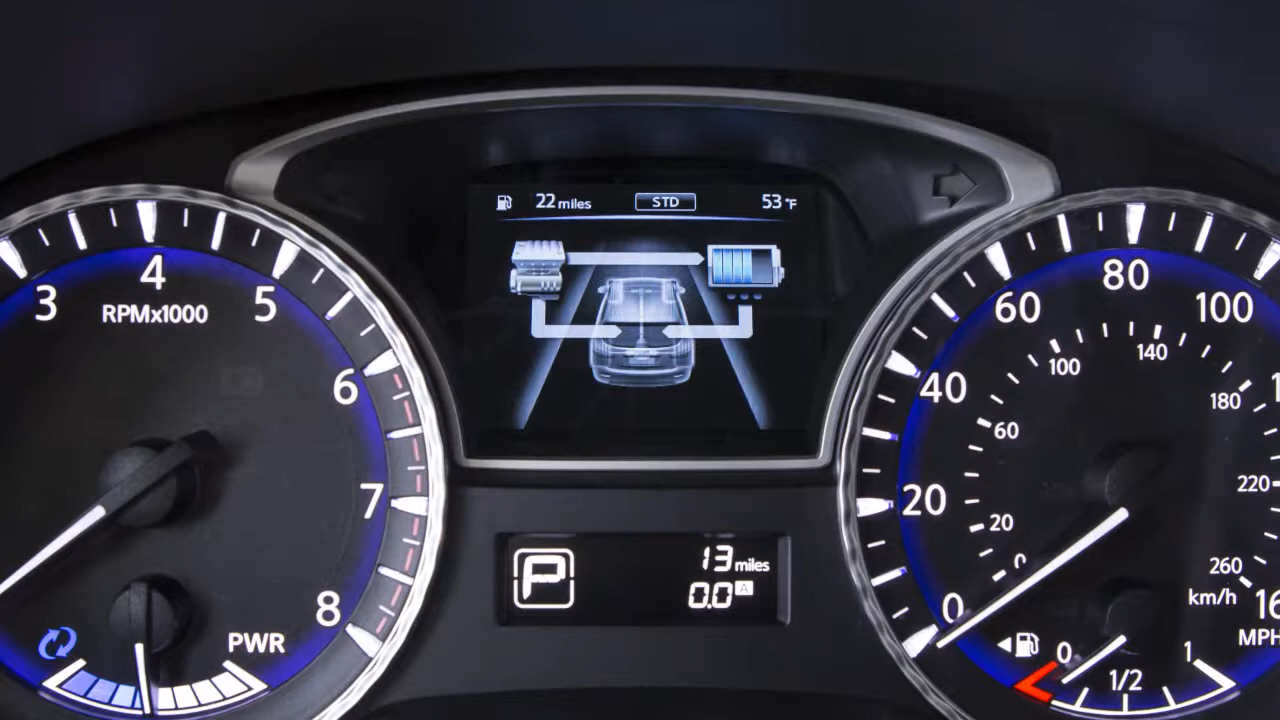 22 miles STD 53 °F
3 4 5 6 7 8
RPMx1000
PWR
P
13 miles
0.0 A
0 20 40 60 80 100
0 20 60 100 140 180 220 260
km/h
MPH
0 1/2 1